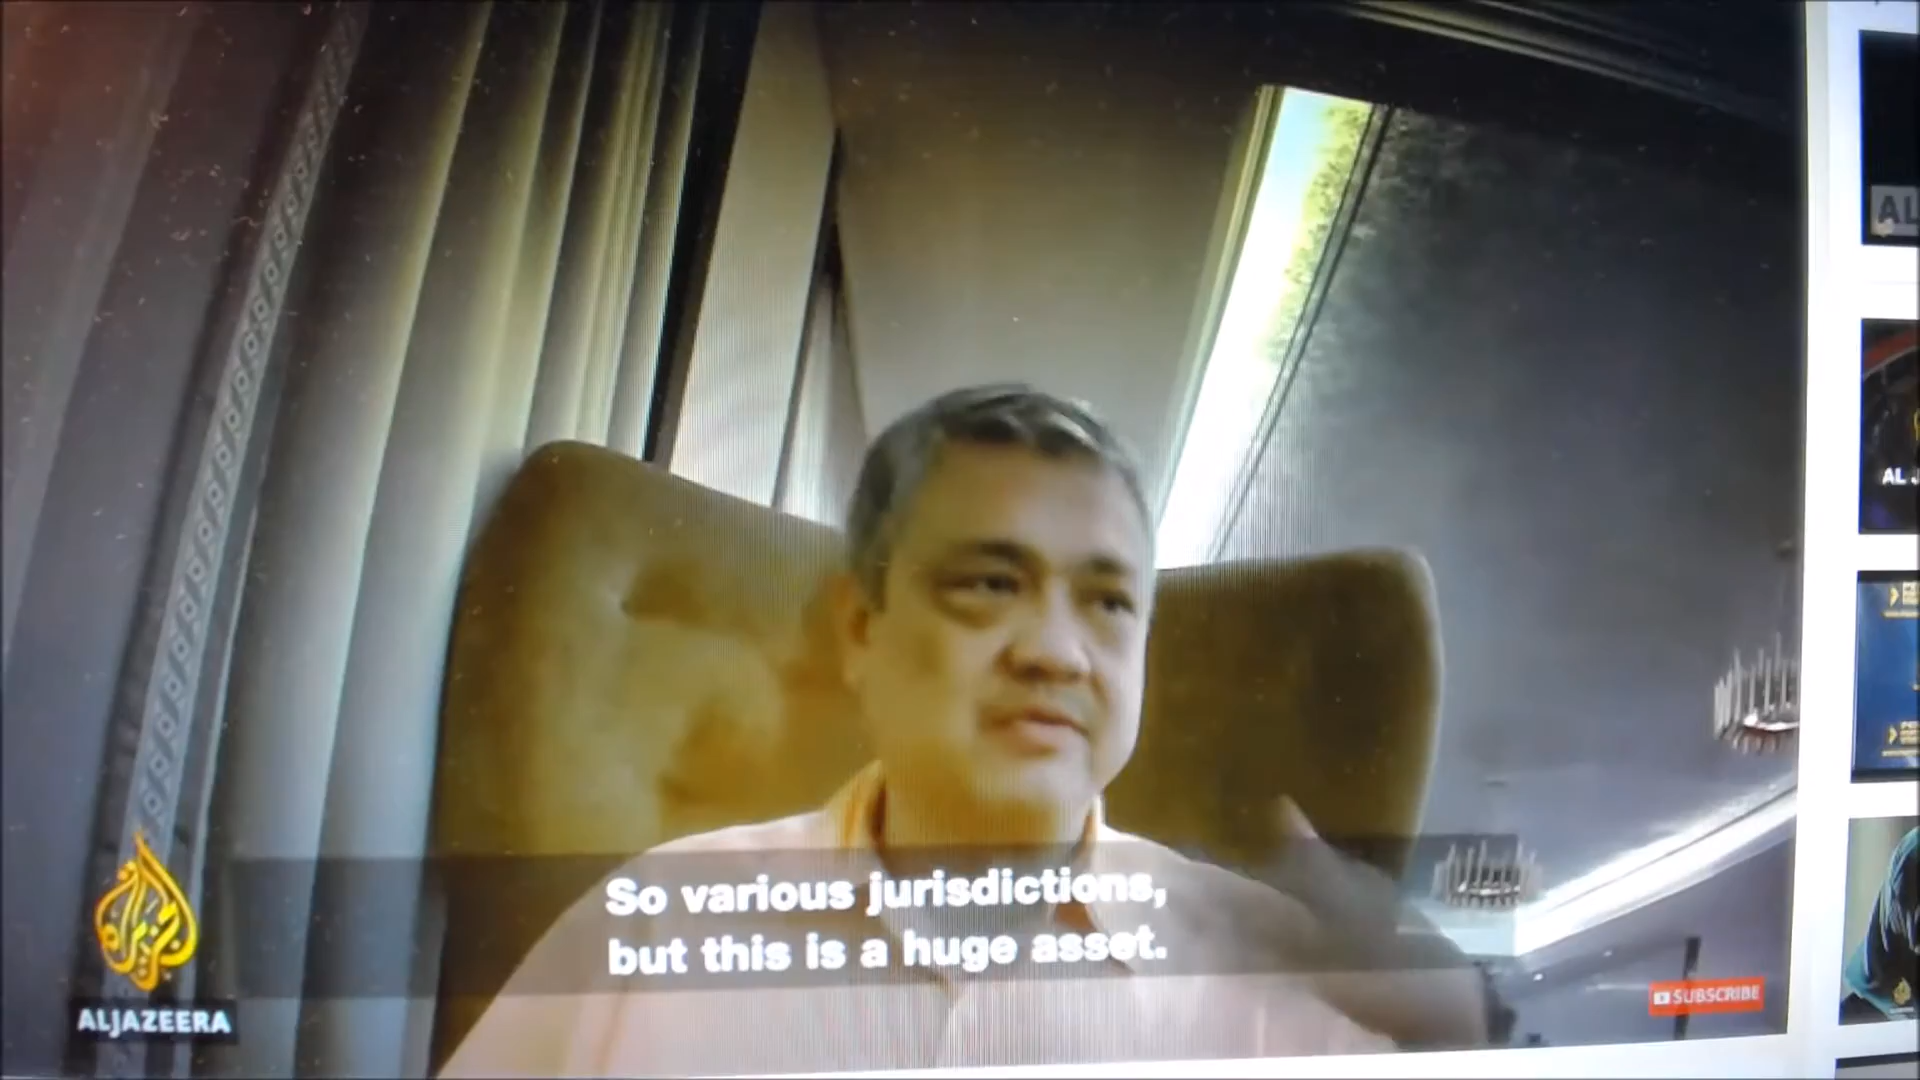 So various jurisdictions,
but this is a huge asset.
ALJAZEERA
SUBSCRIBE
AL
AL J